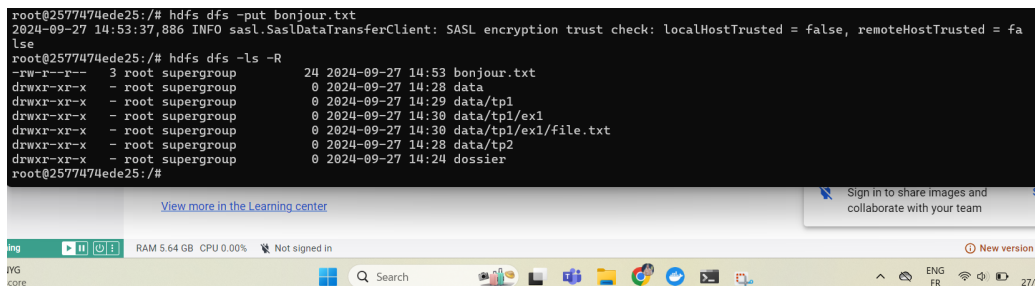 root@2577474ede25:/# hdfs dfs -put bonjour.txt
2024-09-27 14:53:37,886 INFO sasl.SaslDataTransferClient: SASL encryption trust check: localHostTrusted = false, remoteHostTrusted = fa
lse
root@2577474ede25:/# hdfs dfs -ls -R
-rw-r--r--   3 root supergroup         24 2024-09-27 14:53 bonjour.txt
drwxr-xr-x   - root supergroup          0 2024-09-27 14:28 data
drwxr-xr-x   - root supergroup          0 2024-09-27 14:29 data/tp1
drwxr-xr-x   - root supergroup          0 2024-09-27 14:30 data/tp1/ex1
drwxr-xr-x   - root supergroup          0 2024-09-27 14:30 data/tp1/ex1/file.txt
drwxr-xr-x   - root supergroup          0 2024-09-27 14:28 data/tp2
drwxr-xr-x   - root supergroup          0 2024-09-27 14:24 dossier
root@2577474ede25:/#
Sign in to share images and
collaborate with your team
View more in the Learning center
ing RAM 5.64 GB CPU 0.00% Not signed in New version
NYG
score
Search
ENG
FR
27/